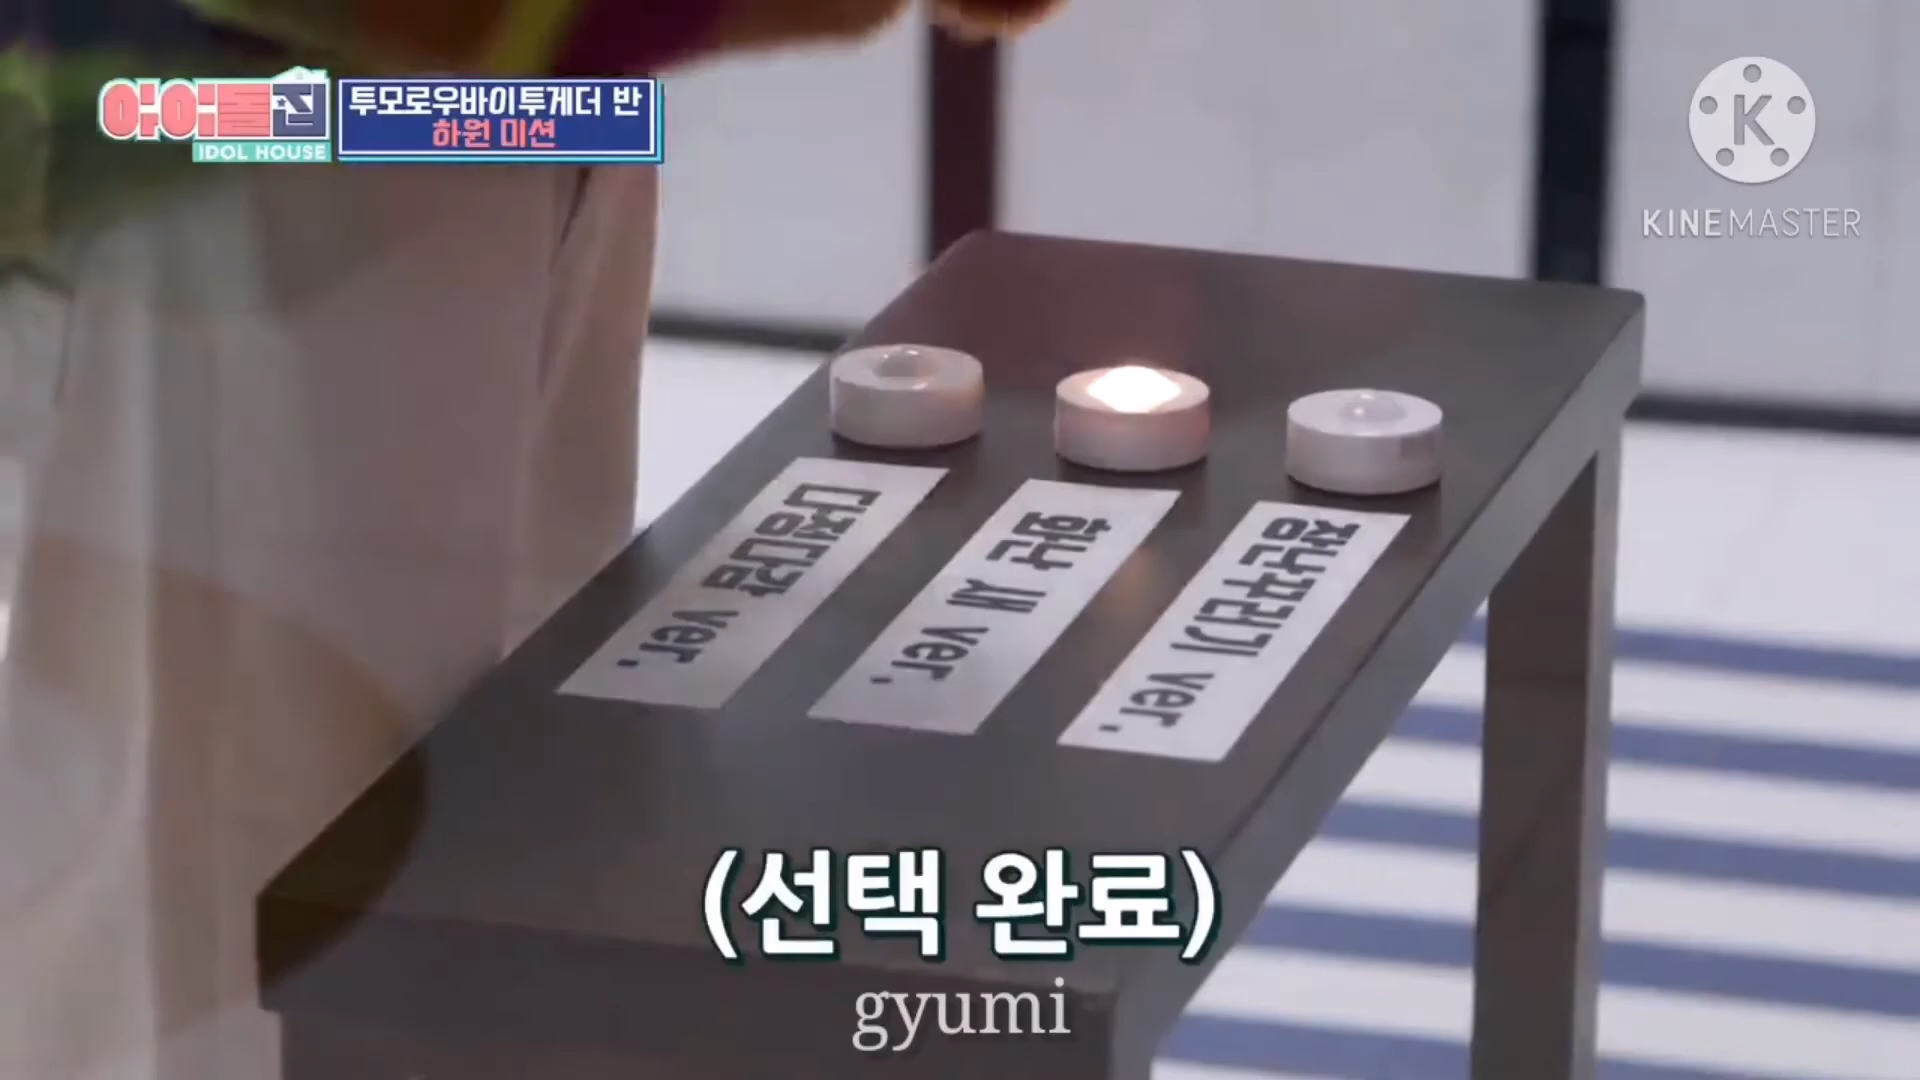 아이돌집
IDOL HOUSE
투모로우바이투게더 반
하원 미션
K
KINEMASTER
다정다감 ver.
화난 새 ver.
장난꾸러기 ver.
(선택 완료)
gyumi